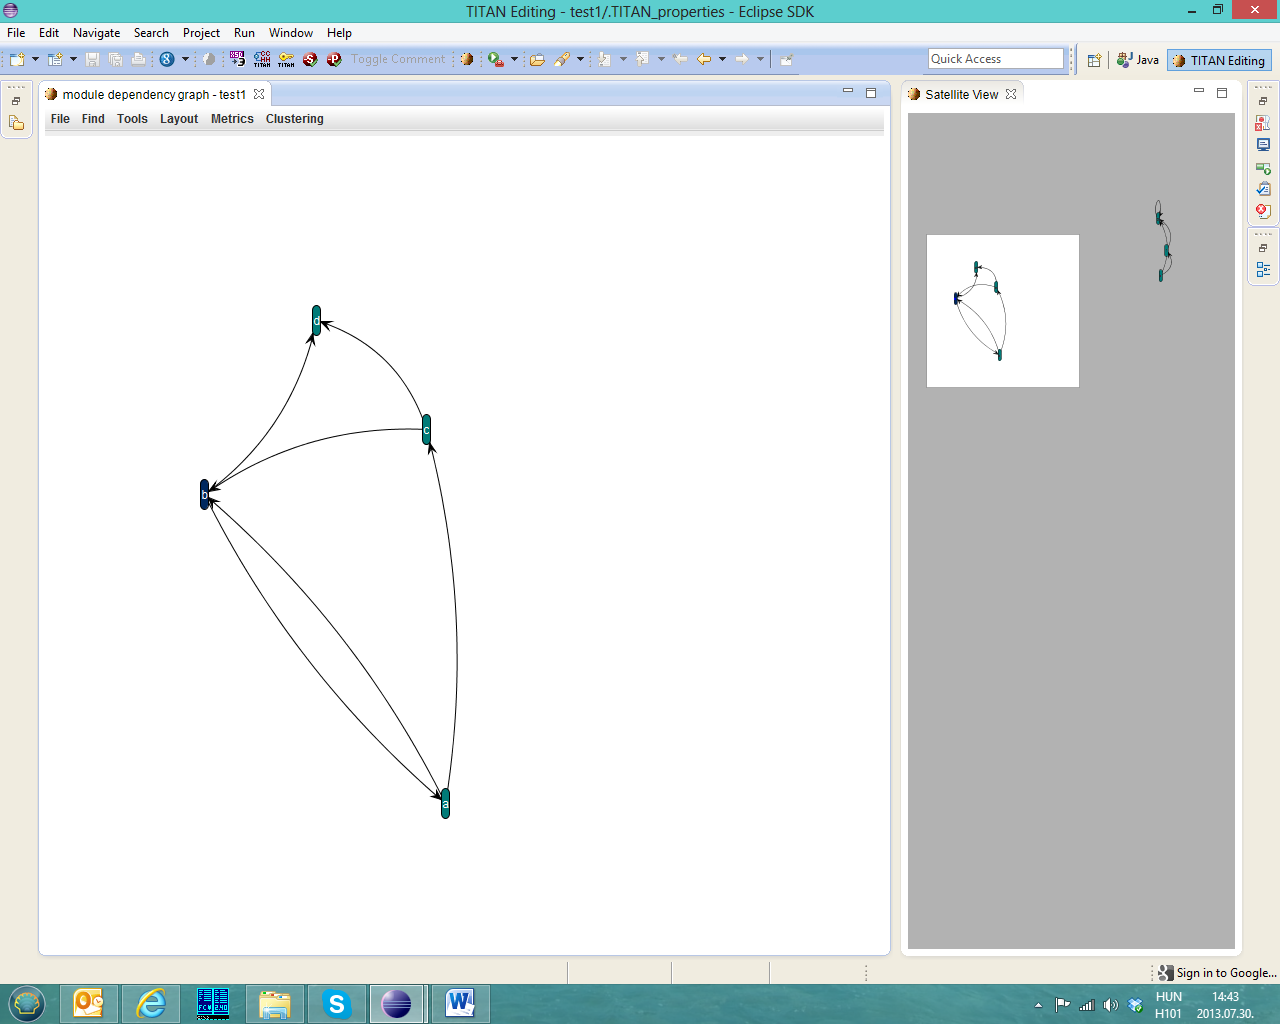 TITAN Editing - test1/.TITAN_properties - Eclipse SDK
File Edit Navigate Search Project Run Window Help
Toggle Comment
Quick Access
Java
TITAN Editing
module dependency graph - test1
Satellite View
File Find Tools Layout Metrics Clustering
d
c
b
a
Sign in to Google...
HUN 14:43
H101 2013.07.30.